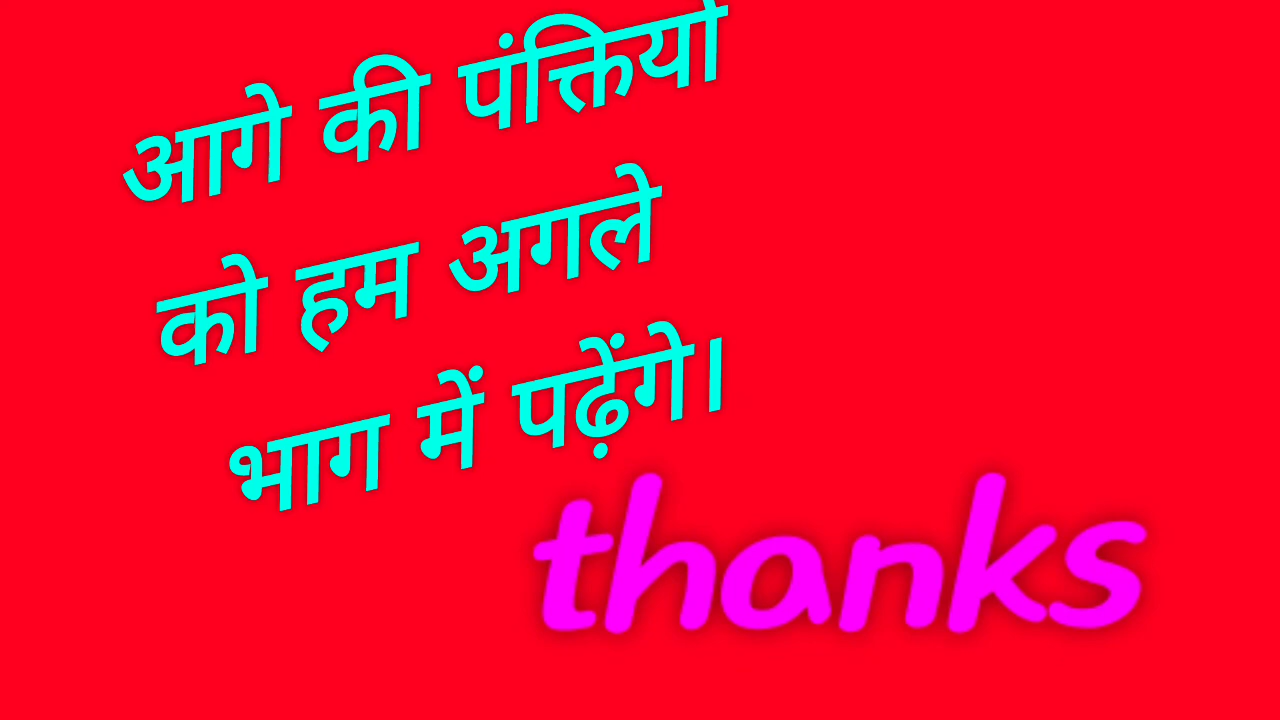 आगे की पंक्तियो
को हम अगले
भाग में पढ़ेंगे।
thanks